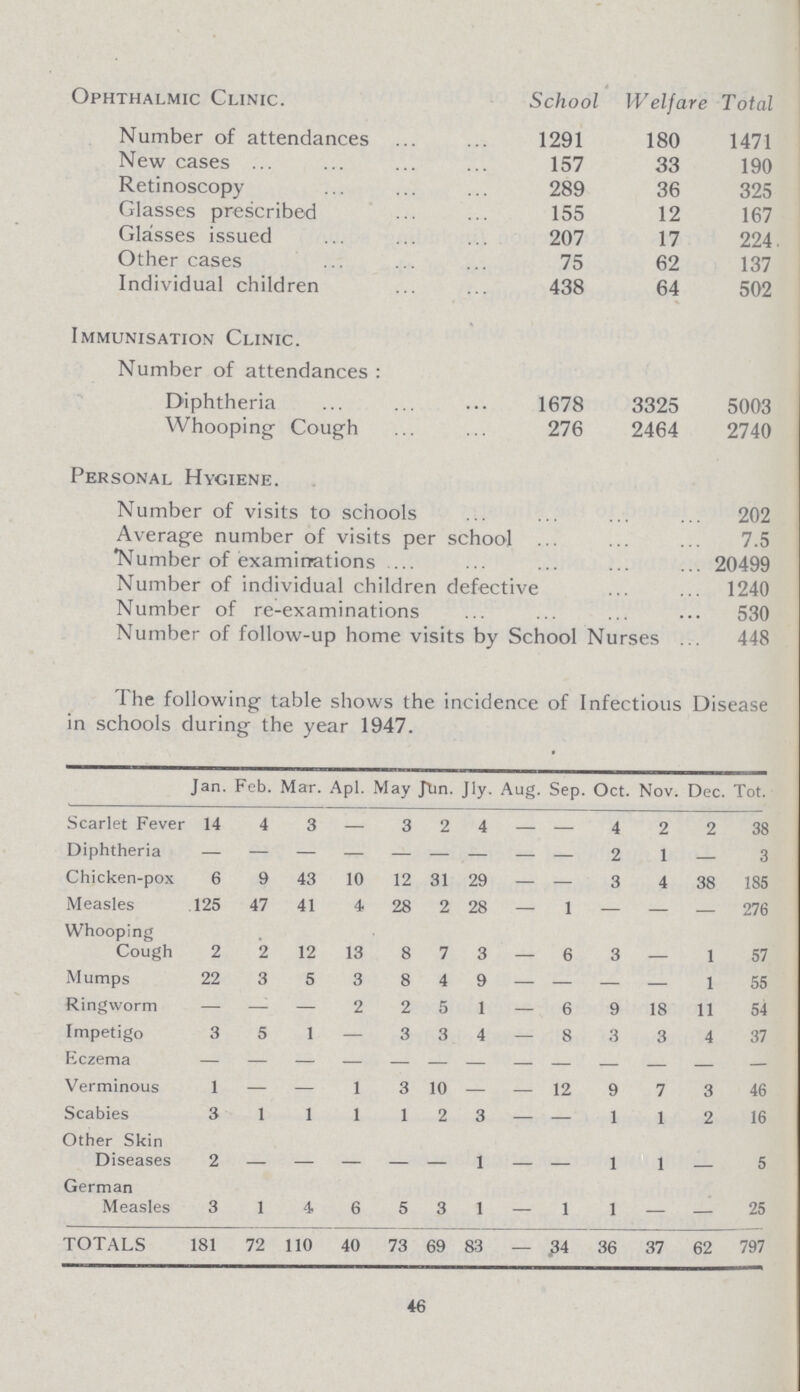 OPHTHALMIC CLINIC. School Welfare Total
Number of attendances ... ... 1291 180 1471
New cases ... ... ... ... 157 33 190
Retinoscopy ... ... ... 289 36 325
Glasses prescribed ... ... 155 12 167
Glasses issued ... ... ... 207 17 224
Other cases ... ... ... 75 62 137
Individual children ... ... 438 64 502
IMMUNISATION CLINIC.
Number of attendances :
Diphtheria ... ... ... 1678 3325 5003
Whooping Cough ... ... 276 2464 2740
PERSONAL HYGIENE.
Number of visits to schools ... ... ... ... 202
Average number of visits per school ... ... ... 7.5
Number of examinations .... ... ... ... ... 20499
Number of individual children defective ... ... 1240
Number of re-examinations ... ... ... ... 530
Number of follow-up home visits by School Nurses ... 448
The following table shows the incidence of Infectious Disease
in schools during the year 1947.
Jan. Feb. Mar. Apl. May Jun. Jly. Aug. Sep. Oct. Nov. Dec. Tot.
Scarlet Fever 14 4 3 — 3 2 4 — — 4 2 2 38
Diphtheria — — — — — — — — — 2 1 — 3
Chicken-pox 6 9 43 10 12 31 29 — — 3 4 38 185
Measles 125 47 41 4 28 2 28 — 1 — — — 276
Whooping
Cough 2 2 12 13 8 7 3 — 6 3 — 1 57
Mumps 22 3 5 3 8 4 9 — — — — 1 55
Ringworm — — — 2 2 5 1 — 6 9 18 11 54
Impetigo 3 5 1 — 3 3 4 — 8 3 3 4 37
Eczema — — — — — — — — — — — — —
Verminous 1 — — 1 3 10 — — 12 9 7 3 46
Scabies 3 1 1 1 1 2 3 — — 1 1 2 16
Other Skin
Diseases 2 — — — — — 1 — — 1 1 — 5
German
Measles 3 1 4 6 5 3 1 — 1 1 — — 25
TOTALS 181 72 110 40 73 69 83 — 34 36 37 62 797
46